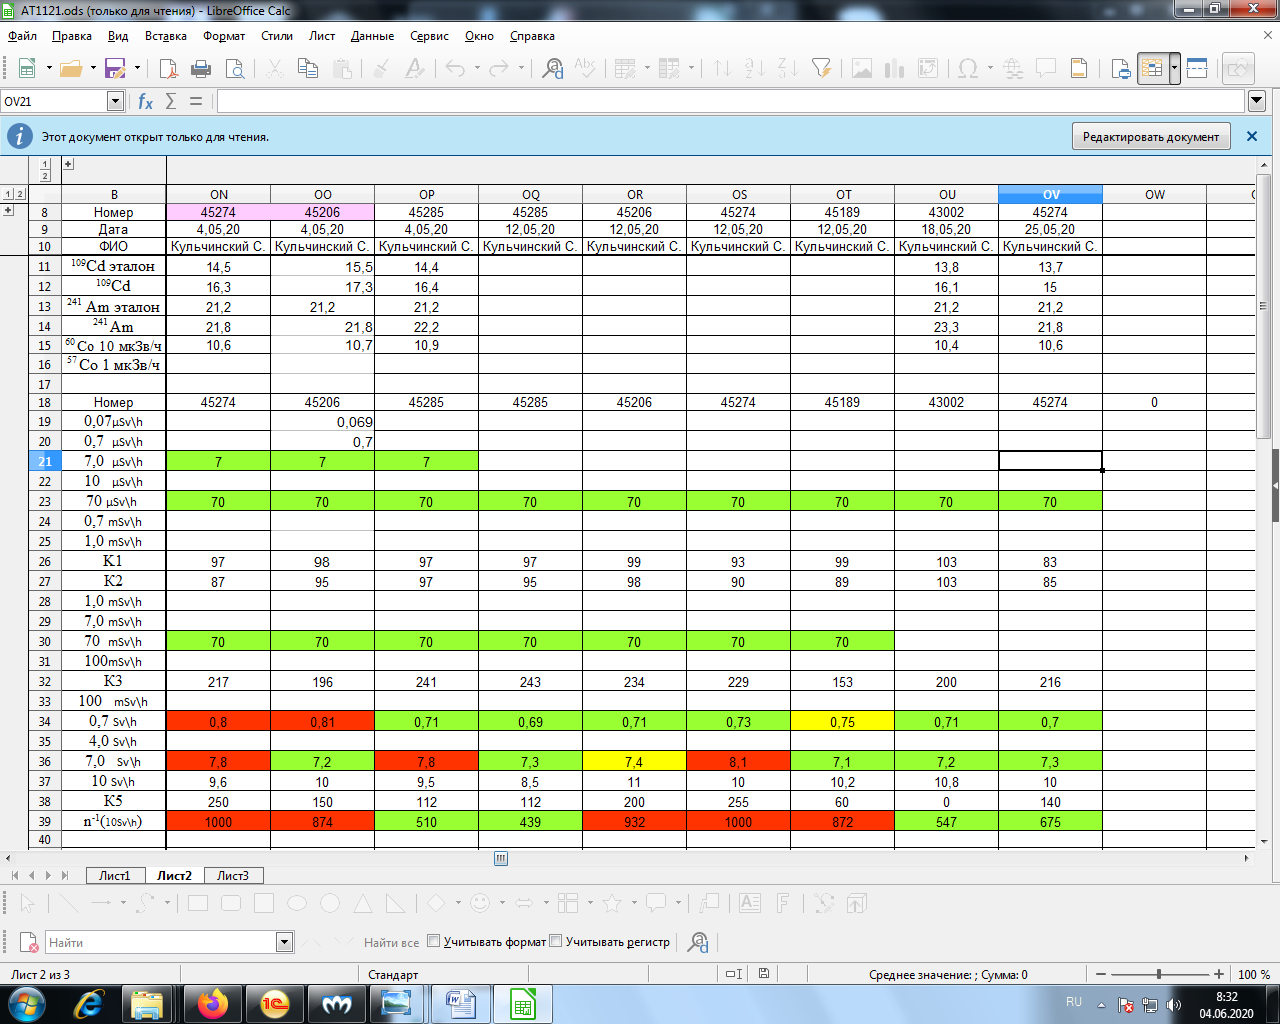 AT1121.ods (только для чтения) - LibreOffice Calc
Файл Правка Вид Вставка Формат Стили Лист Данные Сервис Окно Справка
OV21
Этот документ открыт только для чтения. Редактировать документ
1
2
1 2 B ON OO OP OQ OR OS OT OU OV OW
8 Номер 45274 45206 45285 45285 45206 45274 45189 43002 45274
9 Дата 4,05,20 4,05,20 4,05,20 12,05,20 12,05,20 12,05,20 12,05,20 18,05,20 25,05,20
10 ФИО Кульчинский С. Кульчинский С. Кульчинский С. Кульчинский С. Кульчинский С. Кульчинский С. Кульчинский С. Кульчинский С. Кульчинский С.
11 109Cd эталон 14,5 15,5 14,4 13,8 13,7
12 109Cd 16,3 17,3 16,4 16,1 15
13 241 Am эталон 21,2 21,2 21,2 21,2 21,2
14 241 Am 21,8 21,8 22,2 23,3 21,8
15 60 Co 10 мкЗв/ч 10,6 10,7 10,9 10,4 10,6
16 57 Co 1 мкЗв/ч
17
18 Номер 45274 45206 45285 45285 45206 45274 45189 43002 45274 0
19 0,07µSv\h 0,069
20 0,7 µSv\h 0,7
21 7,0 µSv\h 7 7 7
22 10 µSv\h
23 70 µSv\h 70 70 70 70 70 70 70 70 70
24 0,7 mSv\h
25 1,0 mSv\h
26 K1 97 98 97 97 99 93 99 103 83
27 K2 87 95 97 95 98 90 89 103 85
28 1,0 mSv\h
29 7,0 mSv\h
30 70 mSv\h 70 70 70 70 70 70 70
31 100mSv\h
32 K3 217 196 241 243 234 229 153 200 216
33 100 mSv\h
34 0,7 Sv\h 0,8 0,81 0,71 0,69 0,71 0,73 0,75 0,71 0,7
35 4,0 Sv\h
36 7,0 Sv\h 7,8 7,2 7,8 7,3 7,4 8,1 7,1 7,2 7,3
37 10 Sv\h 9,6 10 9,5 8,5 11 10 10,2 10,8 10
38 K5 250 150 112 112 200 255 60 0 140
39 n-1(10Sv\h) 1000 874 510 439 932 1000 872 547 675
40
Лист1 Лист2 Лист3
Найти Найти все Учитывать формат Учитывать регистр
Лист 2 из 3 Стандарт Среднее значение: ; Сумма: 0 100 %
RU 8:32
04.06.2020